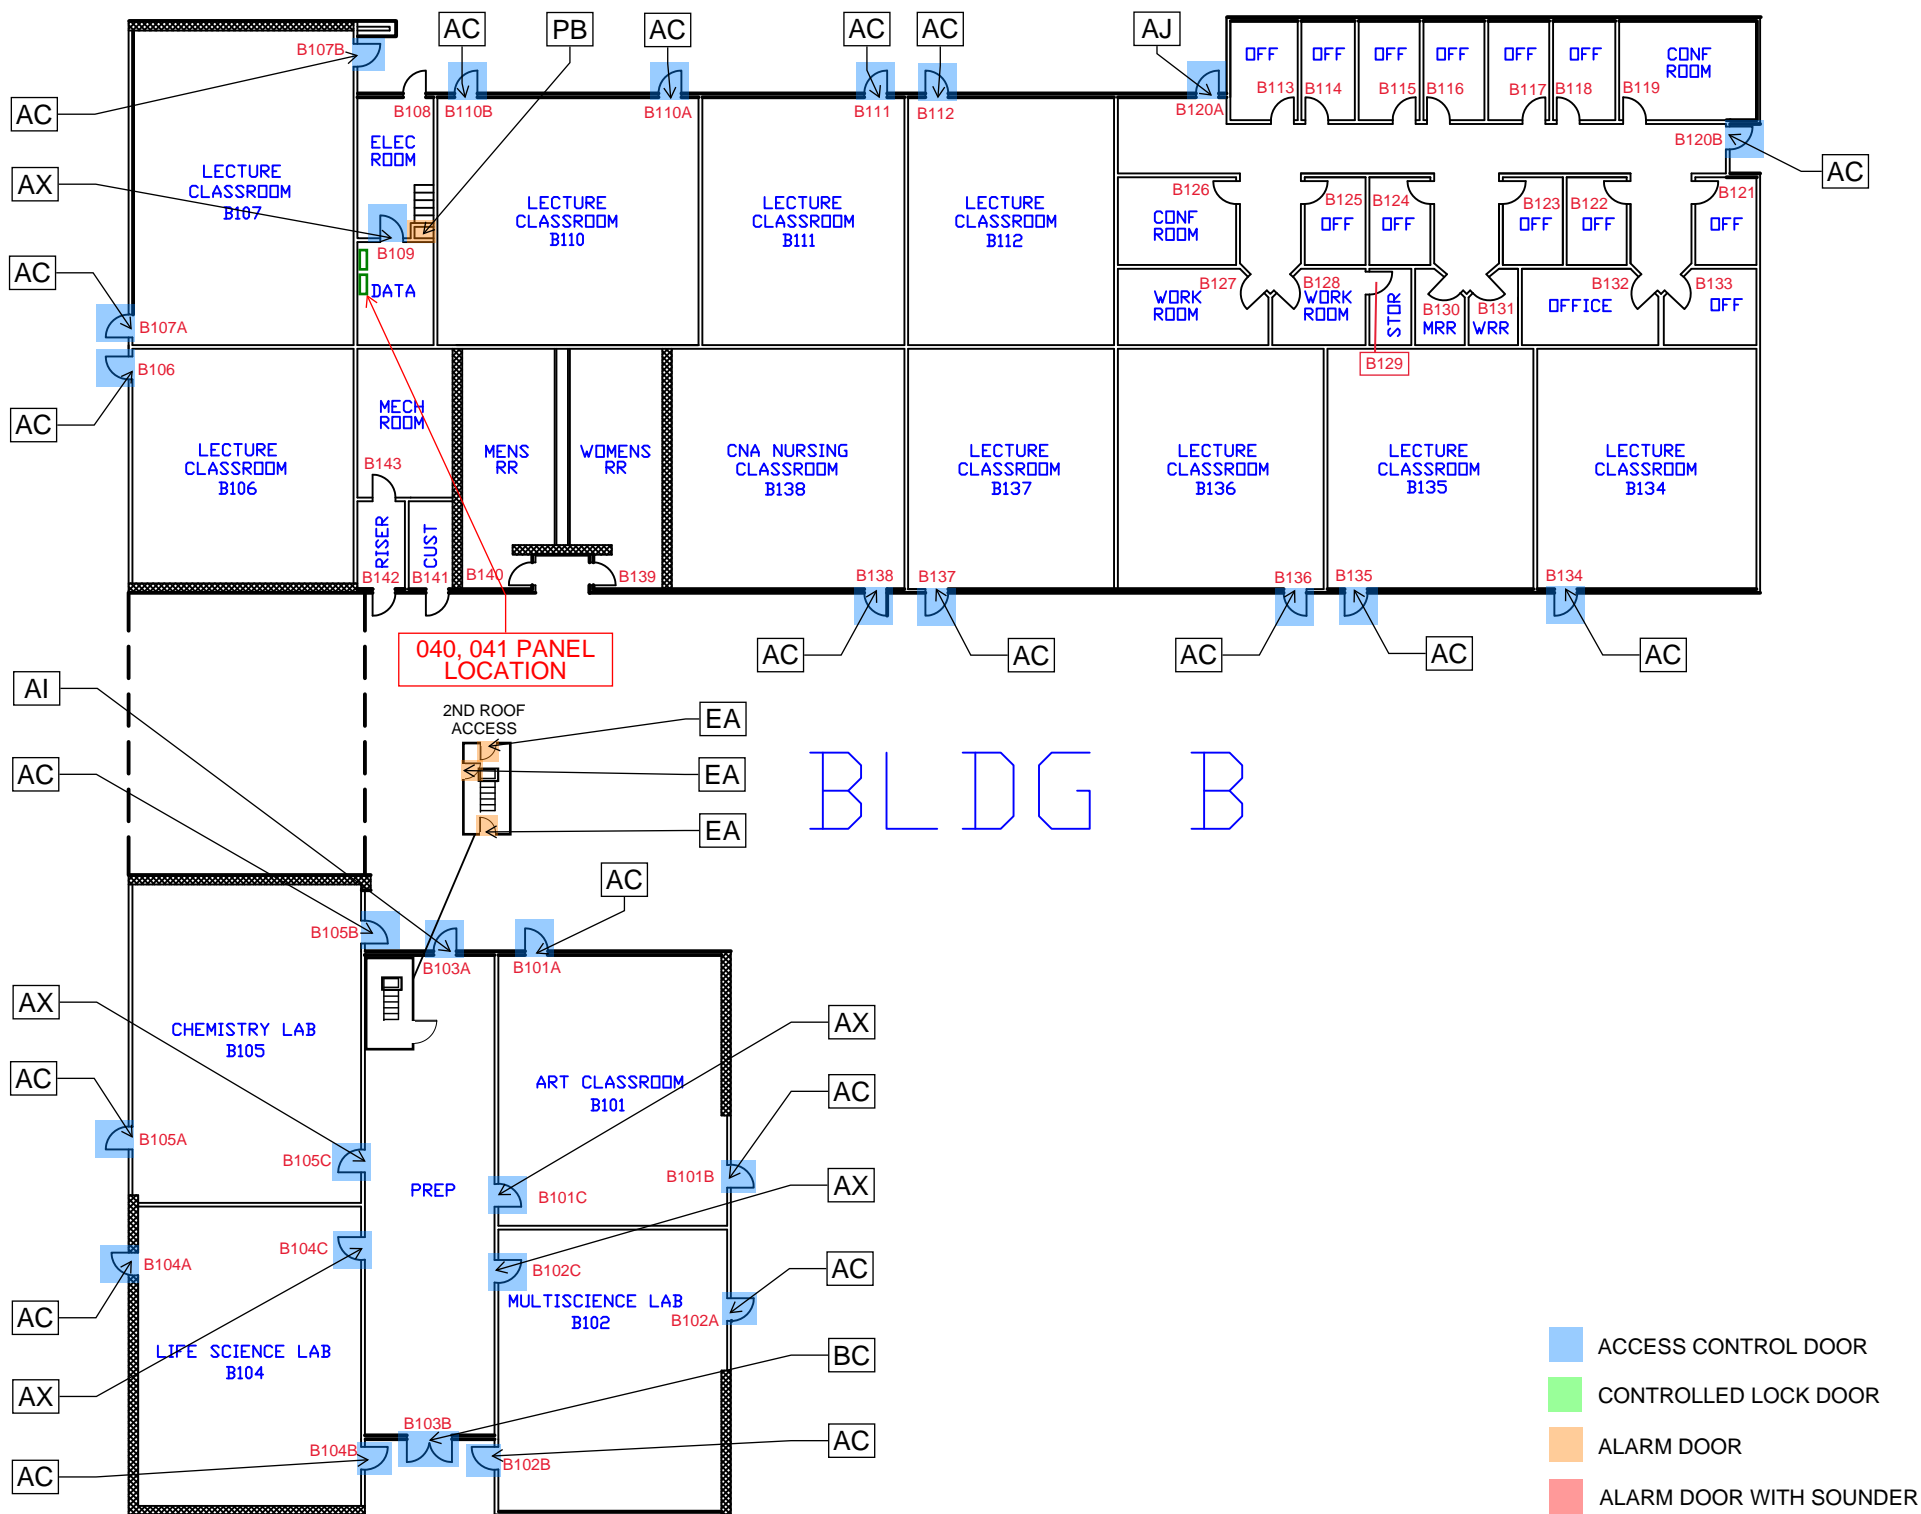 AC
PB
AC
AC
AC
AJ
B107B
B108
B110B
B110A
B111
B112
B120A
OFF
OFF
OFF
OFF
OFF
OFF
CONF
ROOM
B113
B114
B115
B116
B117
B118
B119
B120B
AC
AC
AX
ELEC
ROOM
LECTURE
CLASSROOM
B107
LECTURE
CLASSROOM
B110
LECTURE
CLASSROOM
B111
LECTURE
CLASSROOM
B112
B126
CONF
ROOM
B125
OFF
B124
OFF
B123
OFF
B122
OFF
B121
OFF
B109
DATA
AC
B107A
B106
AC
B127
WORK
ROOM
B128
WORK
ROOM
STOR
B129
B130
MRR
B131
WRR
B132
OFFICE
B133
OFF
LECTURE
CLASSROOM
B106
MECH
ROOM
B143
RISER
CUST
B142
B141
MENS
RR
WOMENS
RR
B140
B139
CNA NURSING
CLASSROOM
B138
LECTURE
CLASSROOM
B137
LECTURE
CLASSROOM
B136
LECTURE
CLASSROOM
B135
LECTURE
CLASSROOM
B134
B138
B137
B136
B135
B134
AC
AC
AC
AC
AC
040, 041 PANEL
LOCATION
AI
AC
2ND ROOF
ACCESS
EA
EA
EA
BLDG B
AC
B105B
B103A
B101A
AX
CHEMISTRY LAB
B105
AC
B105A
B105C
PREP
ART CLASSROOM
B101
AX
AC
B101C
B101B
AX
B104A
B104C
B102C
AC
AC
MULTISCIENCE LAB
B102
B102A
LIFE SCIENCE LAB
B104
BC
AX
B103B
B104B
B102B
AC
AC
ACCESS CONTROL DOOR
CONTROLLED LOCK DOOR
ALARM DOOR
ALARM DOOR WITH SOUNDER